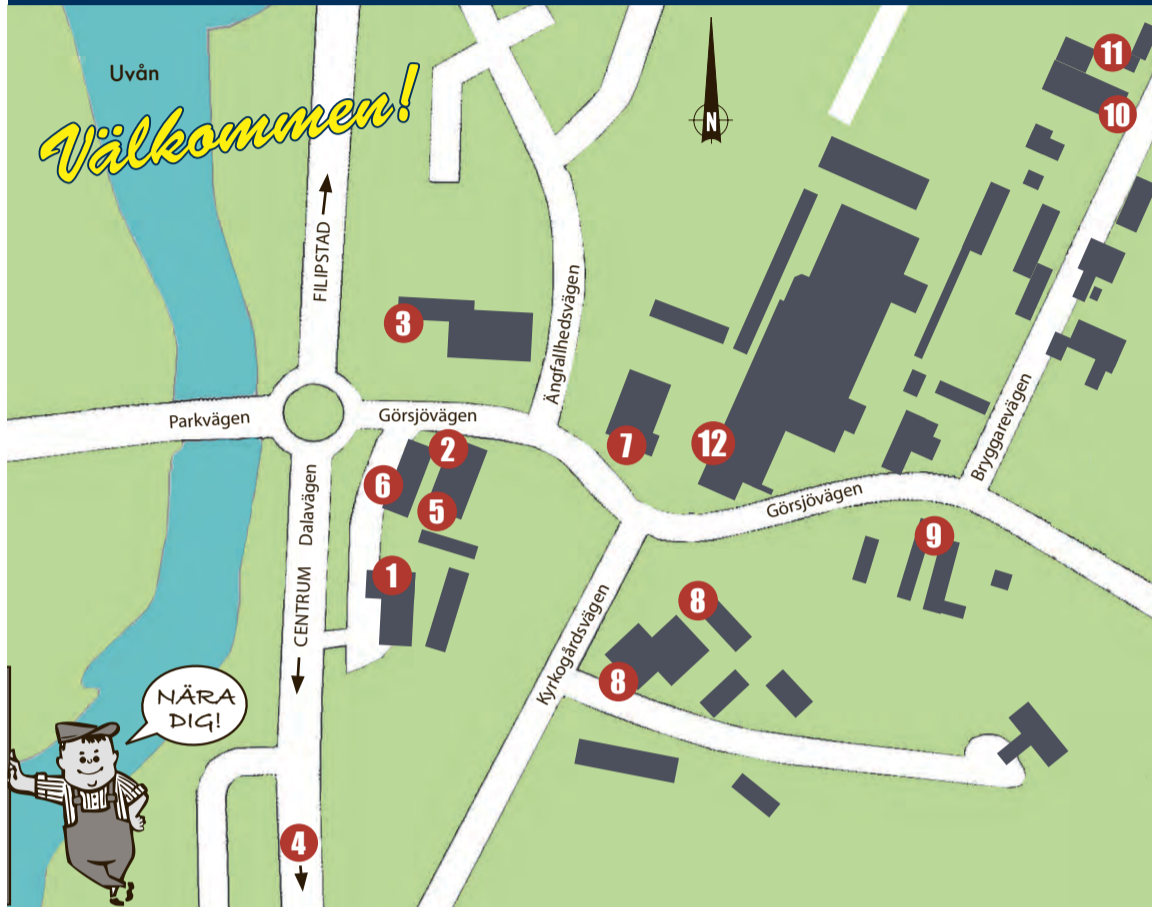 Uvån
Välkommen!
N
11
10
FILIPSTAD
Ängfallhedsvägen
3
Parkvägen
Görsjövägen
Bryggarevägen
2
7
12
6
5
Dalavägen
Görsjövägen
9
1
CENTRUM
8
Kyrkogårdsvägen
8
NÄRA
DIG!
4